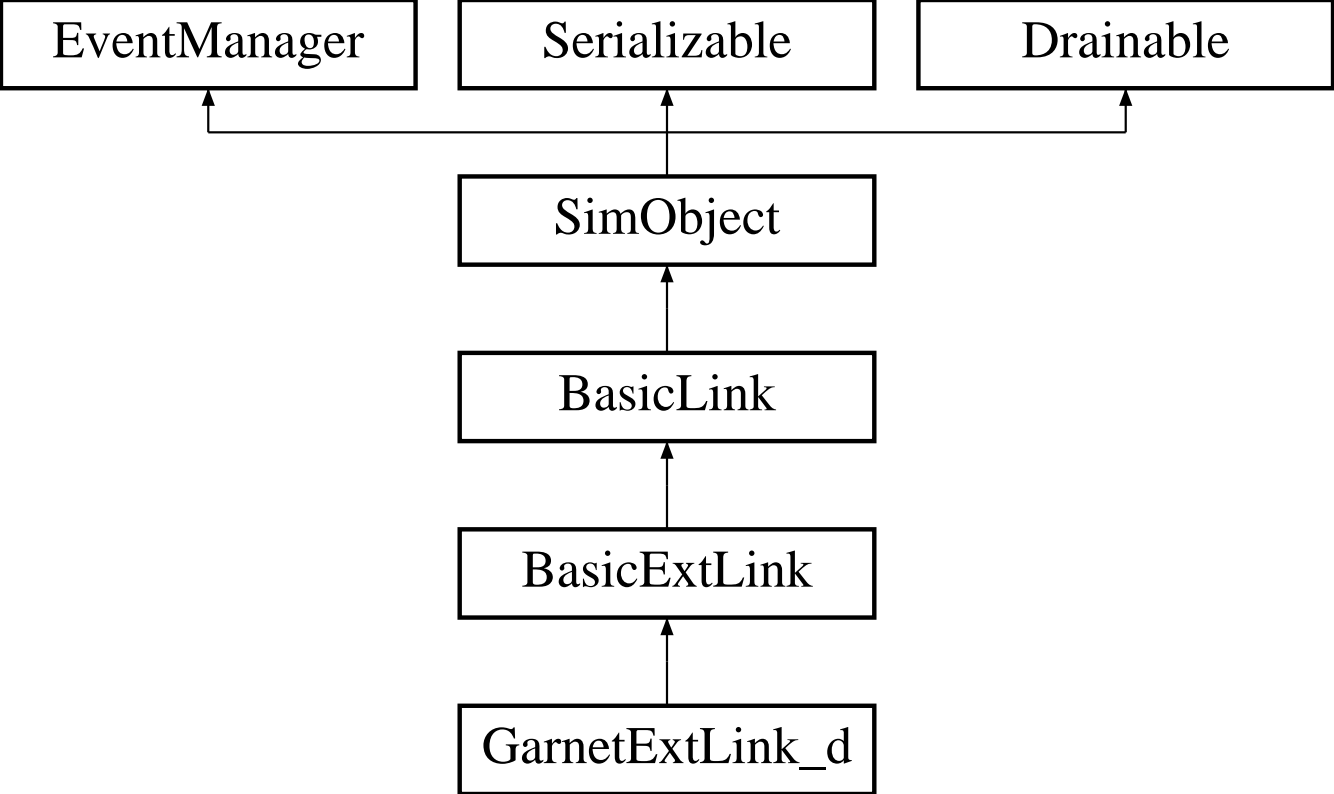 EventManager
Serializable
Drainable
SimObject
BasicLink
BasicExtLink
GarnetExtLink_d